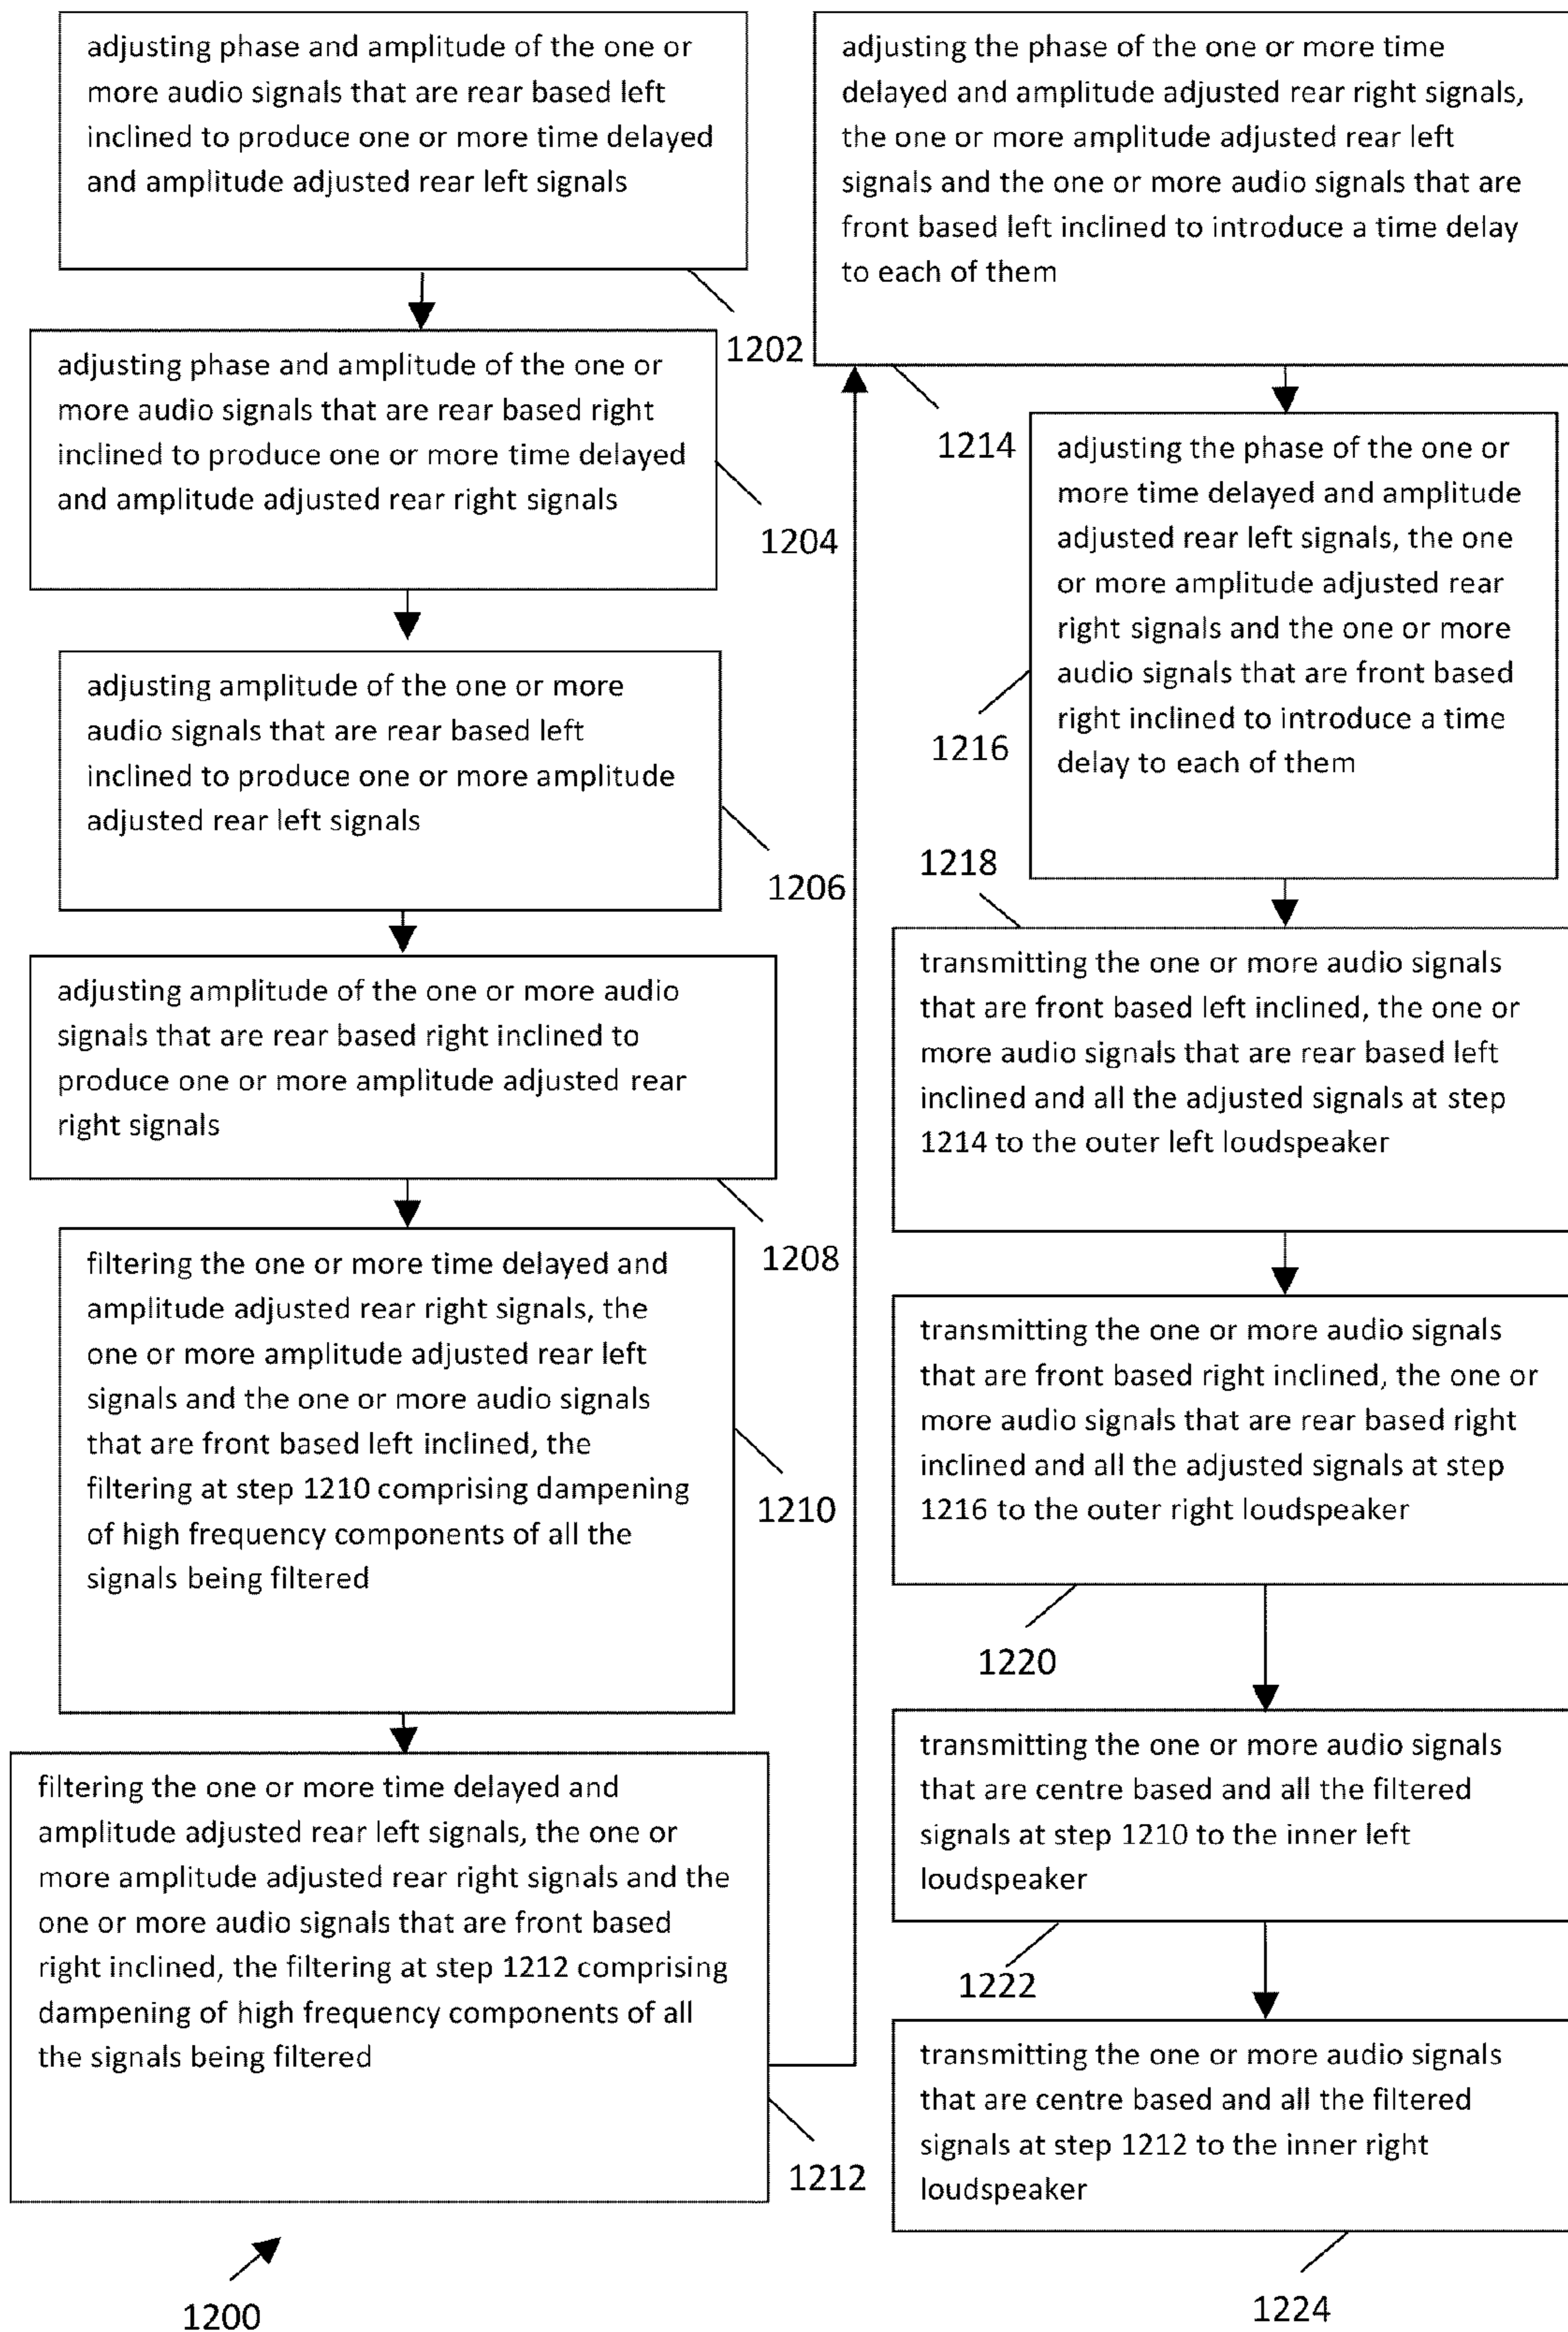 adjusting phase and amplitude of the one or
more audio signals that are rear based left
inclined to produce one or more time delayed
and amplitude adjusted rear left signals
1202
adjusting phase and amplitude of the one or
more audio signals that are rear based right
inclined to produce one or more time delayed
and amplitude adjusted rear right signals
1204
adjusting amplitude of the one or more
audio signals that are rear based left
inclined to produce one or more amplitude
adjusted rear left signals
1206
adjusting amplitude of the one or more audio
signals that are rear based right inclined to
produce one or more amplitude adjusted rear
right signals
1208
filtering the one or more time delayed and
amplitude adjusted rear right signals, the
one or more amplitude adjusted rear left
signals and the one or more audio signals
that are front based left inclined, the
filtering at step 1210 comprising dampening
of high frequency components of all the
signals being filtered
1210
filtering the one or more time delayed and
amplitude adjusted rear left signals, the one or
more amplitude adjusted rear right signals and the
one or more audio signals that are front based
right inclined, the filtering at step 1212 comprising
dampening of high frequency components of all
the signals being filtered
1212
1200
adjusting the phase of the one or more time
delayed and amplitude adjusted rear right signals,
the one or more amplitude adjusted rear left
signals and the one or more audio signals that are
front based left inclined to introduce a time delay
to each of them
1214
adjusting the phase of the one or
more time delayed and amplitude
adjusted rear left signals, the one
or more amplitude adjusted rear
right signals and the one or more
audio signals that are front based
right inclined to introduce a time
delay to each of them
1216
1218
transmitting the one or more audio signals
that are front based left inclined, the one or
more audio signals that are rear based left
inclined and all the adjusted signals at step
1214 to the outer left loudspeaker
transmitting the one or more audio signals
that are front based right inclined, the one or
more audio signals that are rear based right
inclined and all the adjusted signals at step
1216 to the outer right loudspeaker
1220
transmitting the one or more audio signals
that are centre based and all the filtered
signals at step 1210 to the inner left
loudspeaker
1222
transmitting the one or more audio signals
that are centre based and all the filtered
signals at step 1212 to the inner right
loudspeaker
1224